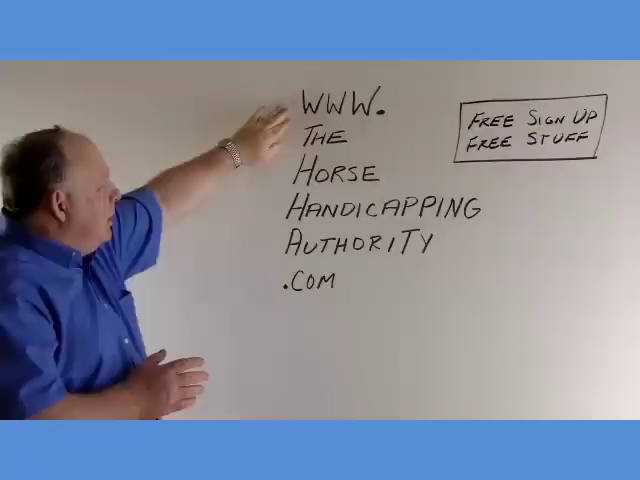 WWW.
THE
HORSE
HANDICAPPING
AUTHORITY
.COM
FREE SIGN UP
FREE STUFF